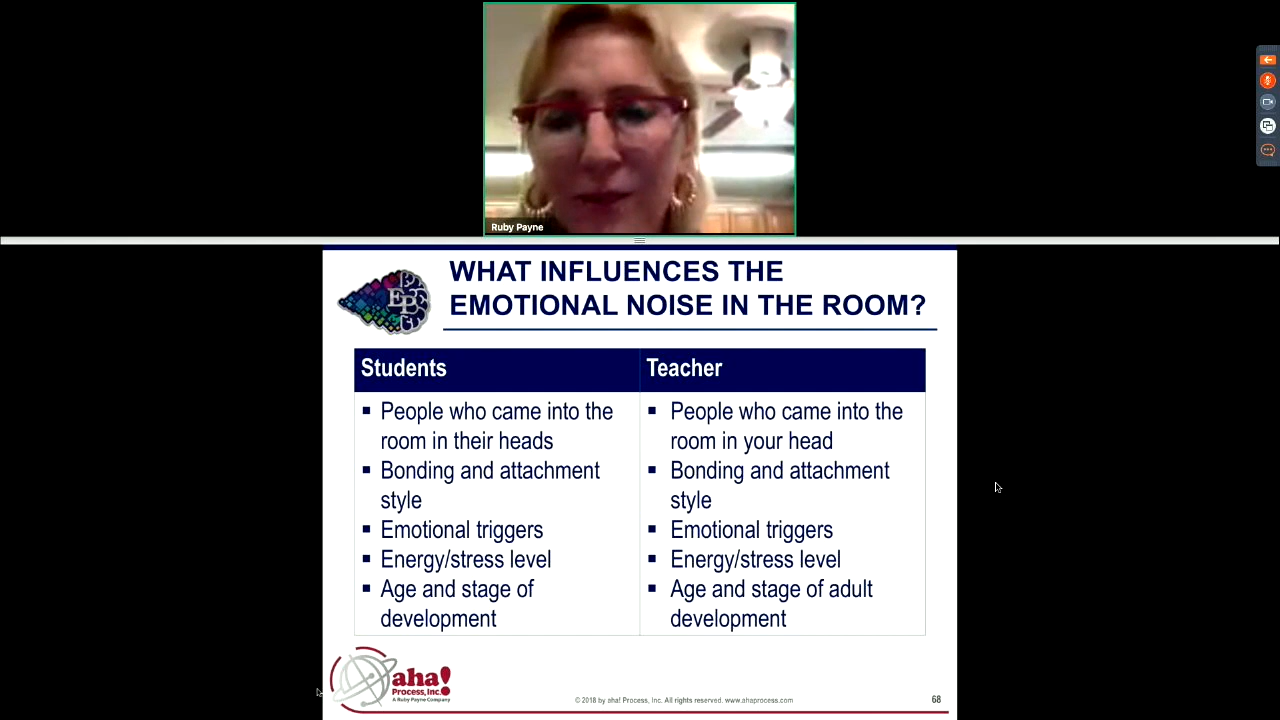 Ruby Payne
WHAT INFLUENCES THE
EMOTIONAL NOISE IN THE ROOM?
EP
Students
Teacher
▪ People who came into the
room in their heads
▪ Bonding and attachment
style
▪ Emotional triggers
▪ Energy/stress level
▪ Age and stage of
development
▪ People who came into the
room in your head
▪ Bonding and attachment
style
▪ Emotional triggers
▪ Energy/stress level
▪ Age and stage of adult
development
aha!
Process, Inc.
A Ruby Payne Company
© 2018 by aha! Process, Inc. All rights reserved. www.ahaprocess.com
68